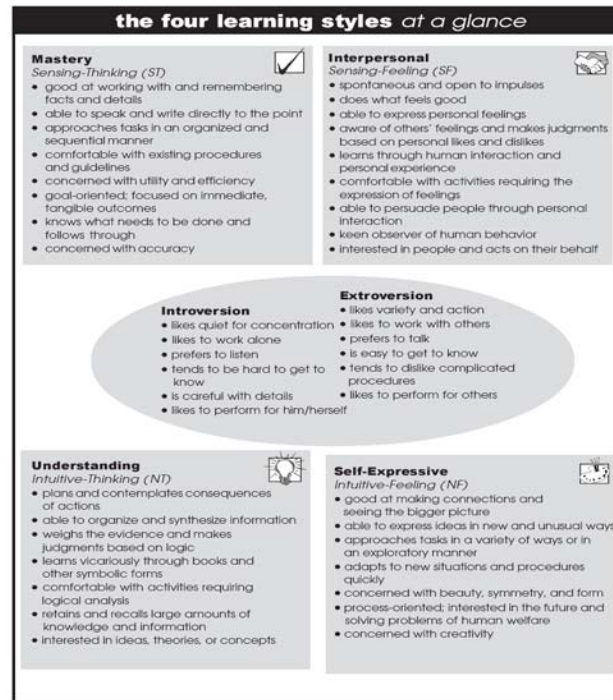 the four learning styles at a glance
Mastery
Sensing-Thinking (ST)
• good at working with and remembering
facts and details
• able to speak and write directly to the point
• approaches tasks in an organized and
sequential manner
• comfortable with existing procedures
and guidelines
• concerned with utility and efficiency
• goal-oriented; focused on immediate,
tangible outcomes
• knows what needs to be done and
follows through
• concerned with accuracy
Interpersonal
Sensing-Feeling (SF)
• spontaneous and open to impulses
• does what feels good
• able to express personal feelings
• aware of others' feelings and makes judgments
based on personal likes and dislikes
• learns through human interaction and
personal experience
• comfortable with activities requiring the
expression of feelings
• able to persuade people through personal
interaction
• keen observer of human behavior
• interested in people and acts on their behalf
Introversion
• likes quiet for concentration
• likes to work alone
• prefers to listen
• tends to be hard to get to
know
• is careful with details
• likes to perform for him/herself
Extroversion
• likes variety and action
• likes to work with others
• prefers to talk
• is easy to get to know
• tends to dislike complicated
procedures
• likes to perform for others
Understanding
Intuitive-Thinking (NT)
• plans and contemplates consequences
of actions
• able to organize and synthesize information
• weighs the evidence and makes
judgments based on logic
• learns vicariously through books and
other symbolic forms
• comfortable with activities requiring
logical analysis
• retains and recalls large amounts of
knowledge and information
• interested in ideas, theories, or concepts
Self-Expressive
Intuitive-Feeling (NF)
• good at making connections and
seeing the bigger picture
• able to express ideas in new and unusual ways
• approaches tasks in a variety of ways or in
an exploratory manner
• adapts to new situations and procedures
quickly
• concerned with beauty, symmetry, and form
• process-oriented; interested in the future and
solving problems of human welfare
• concerned with creativity